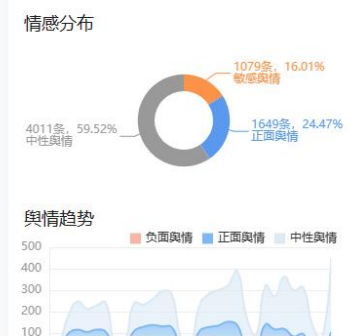 情感分布
1079条, 16.01%
敏感舆情
1649条, 24.47%
正面舆情
4011条, 59.52%
中性舆情
舆情趋势
负面舆情 正面舆情 中性舆情
500
400
300
200
100